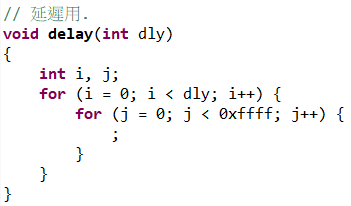 // 延遲用.
void delay(int dly)
{
    int i, j;
    for (i = 0; i < dly; i++) {
        for (j = 0; j < 0xffff; j++) {
            ;
        }
    }
}